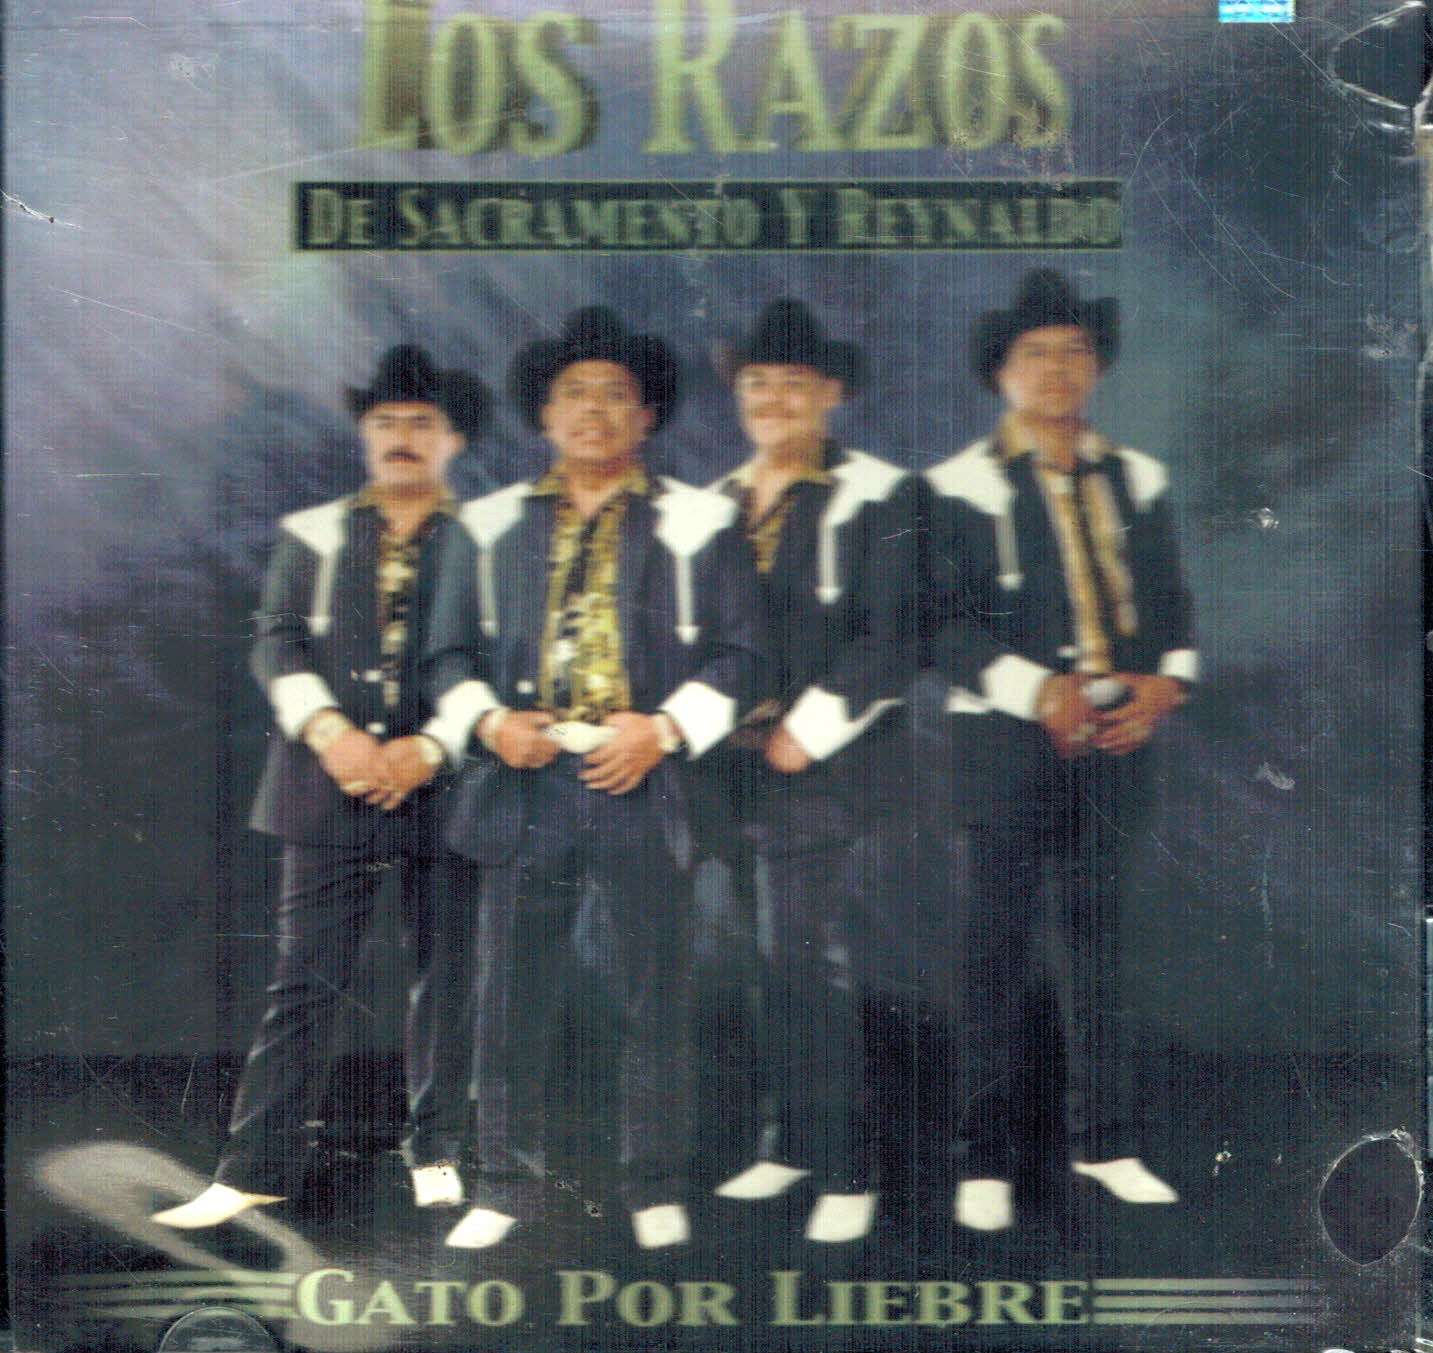 LOS RAZOS
DE SACRAMENTO Y REYNALDO
GATO POR LIEBRE